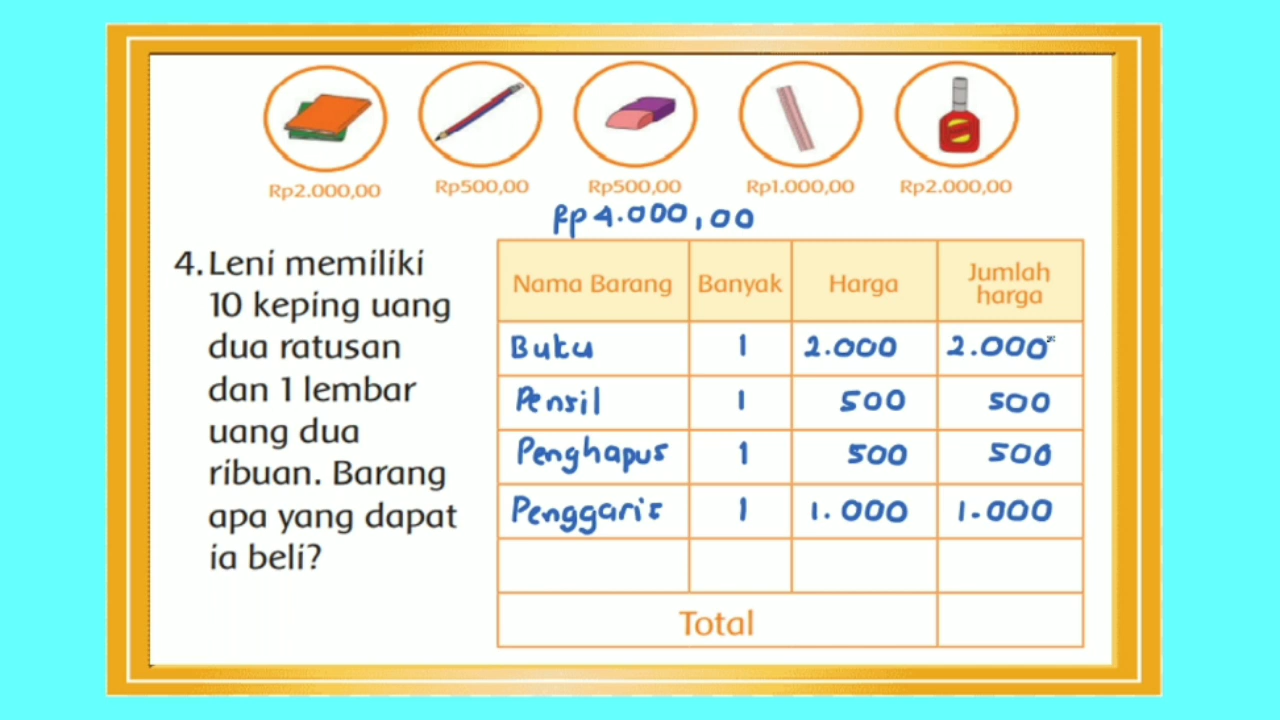 Rp2.000,00 Rp500,00 Rp500,00 Rp1.000,00 Rp2.000,00
Rp4.000,00
4. Leni memiliki
10 keping uang
dua ratusan
dan 1 lembar
uang dua
ribuan. Barang
apa yang dapat
ia beli?
Nama Barang Banyak Harga Jumlah harga
Buku 1 2.000 2.000
Pensil 1 500 500
Penghapus 1 500 500
Penggaris 1 1.000 1.000
Total